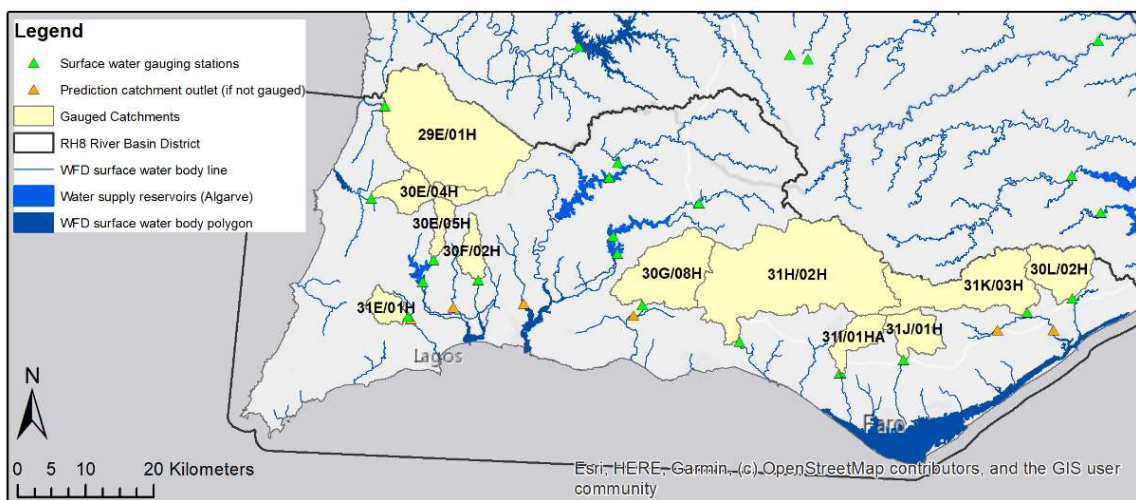 Legend
Surface water gauging stations
Prediction catchment outlet (if not gauged)
Gauged Catchments
RH8 River Basin District
WFD surface water body line
Water supply reservoirs (Algarve)
WFD surface water body polygon
29E/01H
30E/04H
30E/05H
30F/02H
31E/01H
30G/08H
31H/02H
31K/03H
30L/02H
31I/01HA
31J/01H
Lagos
Faro
N
0 5 10 20 Kilometers
Esri, HERE, Garmin, (c) OpenStreetMap contributors, and the GIS user
community